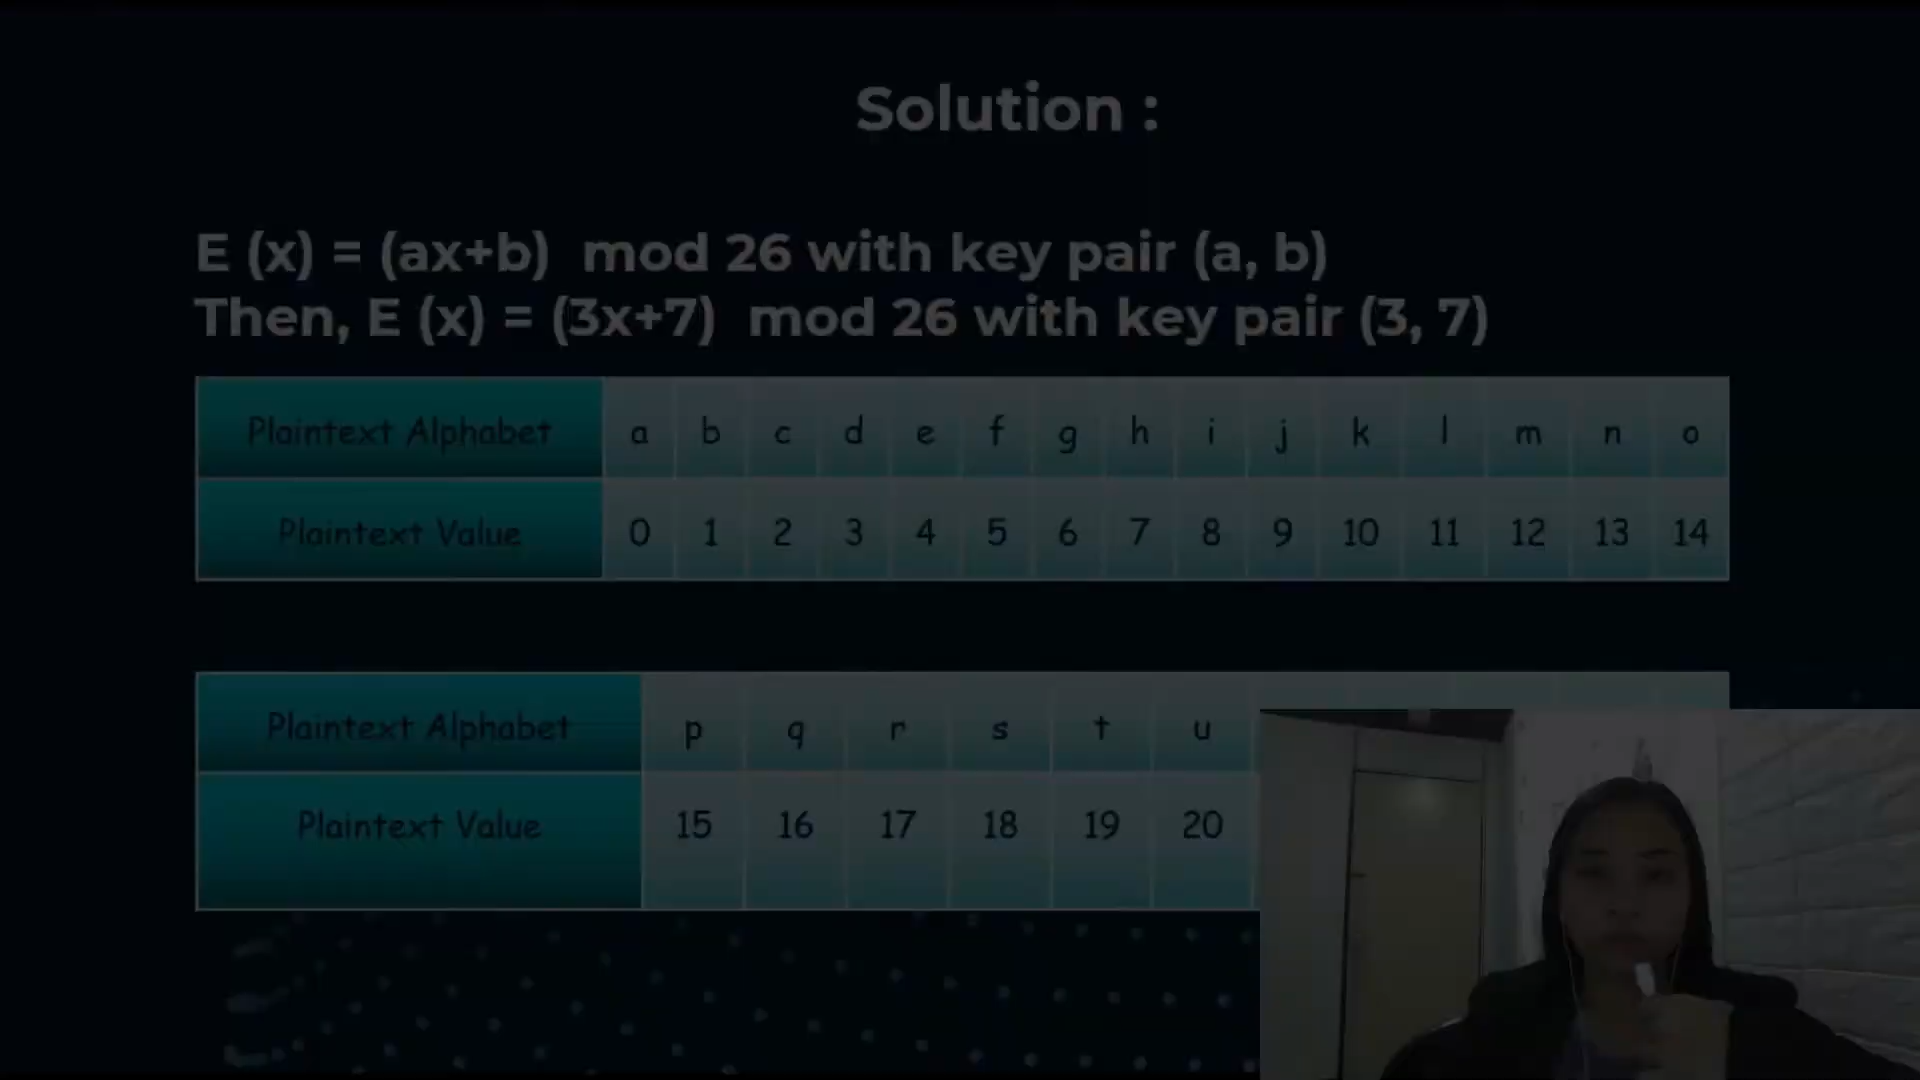 Solution :
E (x) = (ax+b) mod 26 with key pair (a, b)
Then, E (x) = (3x+7) mod 26 with key pair (3, 7)
Plaintext Alphabet a b c d e f g h i j k l m n o
Plaintext Value 0 1 2 3 4 5 6 7 8 9 10 11 12 13 14
Plaintext Alphabet p q r s t u
Plaintext Value 15 16 17 18 19 20